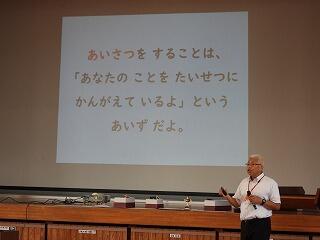 あいさつを することは、
「あなたの ことを たいせつに
かんがえて いるよ」という
あいず だよ。